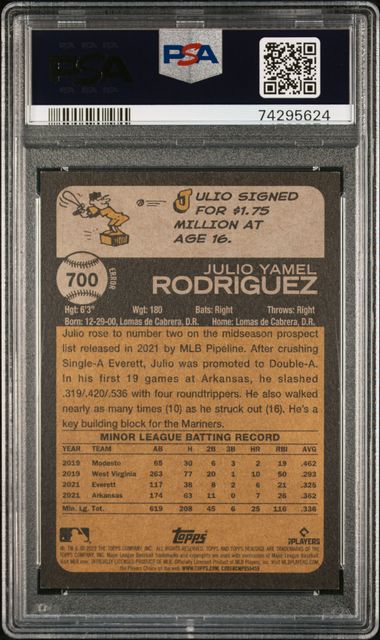 PSA
PSA
74295624
JULIO SIGNED
FOR $1.75
MILLION AT
AGE 16.
700
ERROR
JULIO YAMEL
RODRIGUEZ
Hgt: 6'3" Wgt: 180 Bats: Right Throws: Right
Born: 12-29-00, Lomas de Cabrera, D.R. Home: Lomas de Cabrera, D.R.
Julio rose to number two on the midseason prospect
list released in 2021 by MLB Pipeline. After crushing
Single-A Everett, Julio was promoted to Double-A.
In his first 19 games at Arkansas, he slashed
.319/.420/.536 with four roundtrippers. He also walked
nearly as many times (10) as he struck out (16). He's a
key building block for the Mariners.
MINOR LEAGUE BATTING RECORD
YEAR TEAM AB H 2B 3B HR RBI AVG
2019 Modesto 65 30 6 3 2 19 .462
2019 West Virginia 263 77 20 1 10 50 .293
2021 Everett 117 38 8 2 6 21 .325
2021 Arkansas 174 63 11 0 7 26 .362
Min. Lg. Tot. 619 208 45 6 25 116 .336
Topps
PLAYERS